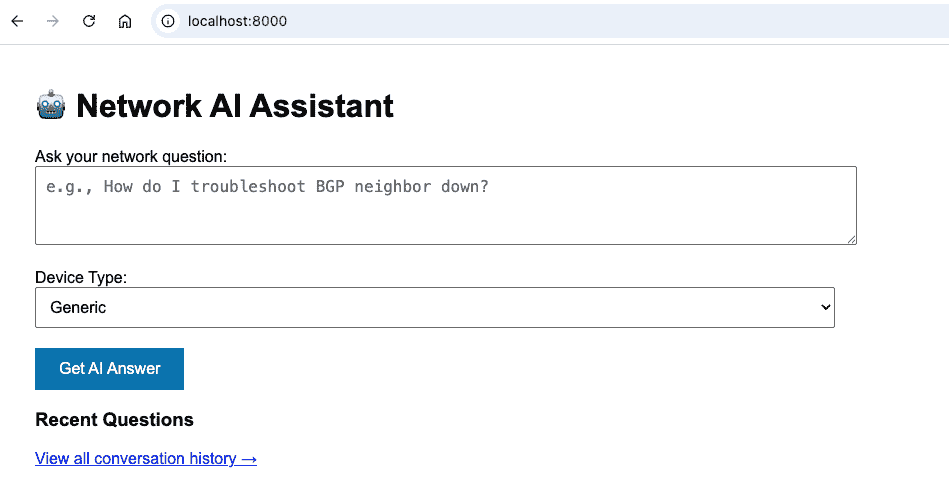 localhost:8000
🤖 Network AI Assistant
Ask your network question:
e.g., How do I troubleshoot BGP neighbor down?
Device Type:
Generic
Get AI Answer
Recent Questions
View all conversation history →